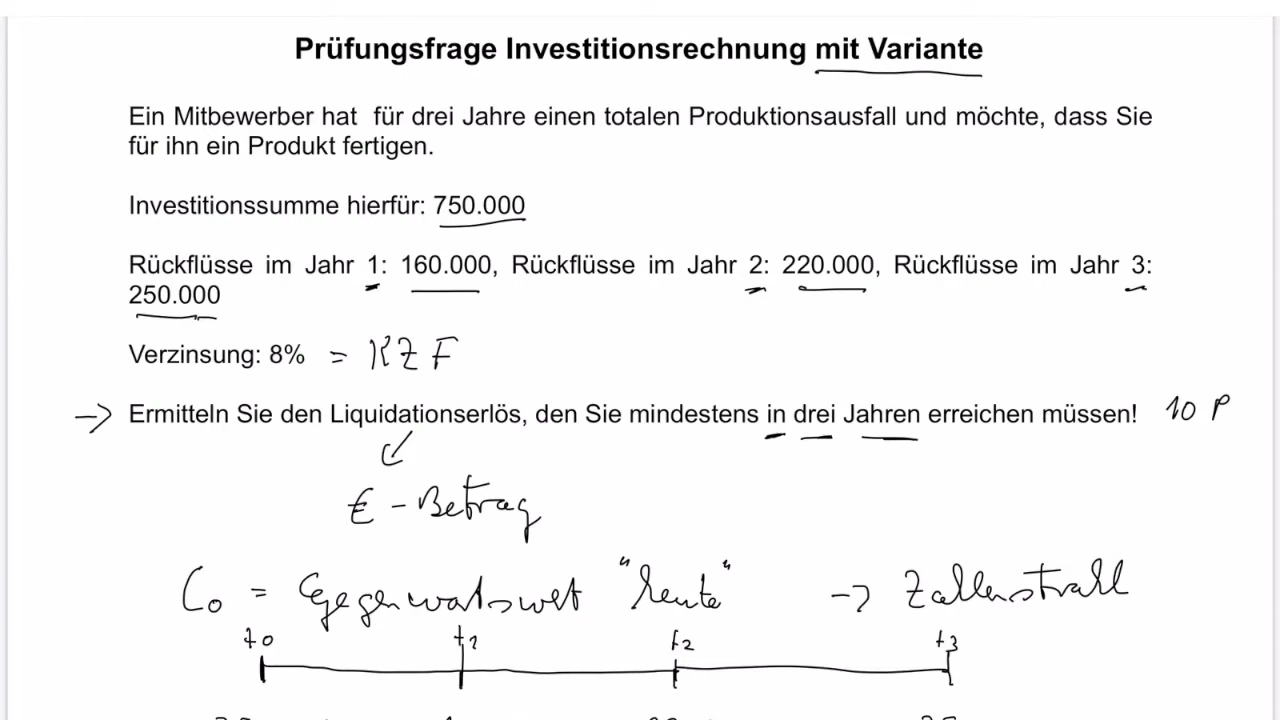 Prüfungsfrage Investitionsrechnung mit Variante
Ein Mitbewerber hat für drei Jahre einen totalen Produktionsausfall und möchte, dass Sie
für ihn ein Produkt fertigen.
Investitionssumme hierfür: 750.000
Rückflüsse im Jahr 1: 160.000, Rückflüsse im Jahr 2: 220.000, Rückflüsse im Jahr 3:
250.000
Verzinsung: 8% = KZF
-> Ermitteln Sie den Liquidationserlös, den Sie mindestens in drei Jahren erreichen müssen! 10 P
€ - Betrag
C₀ = Gegenwartswert "heute" -> Zahlenstrahl
t0 t1 t2 t3